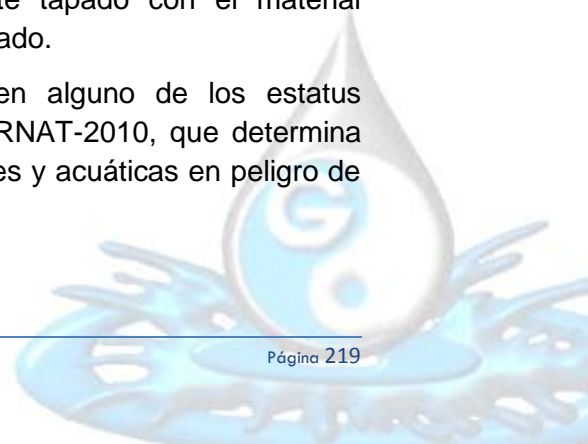 tapado con el material
ado.
en alguno de los estatus
RNAT-2010, que determina
es y acuáticas en peligro de
G
Página 219